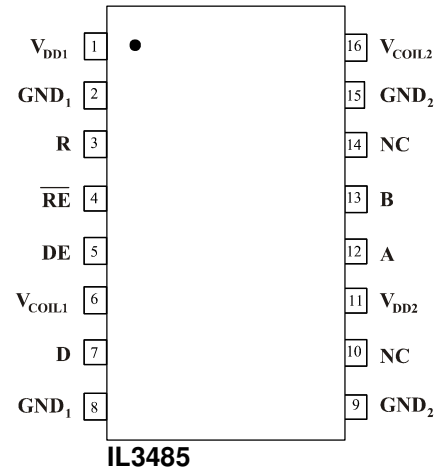 V_DD1 1 16 V_COIL2
GND_1 2 15 GND_2
R 3 14 NC
R̅E̅ 4 13 B
DE 5 12 A
V_COIL1 6 11 V_DD2
D 7 10 NC
GND_1 8 9 GND_2
IL3485